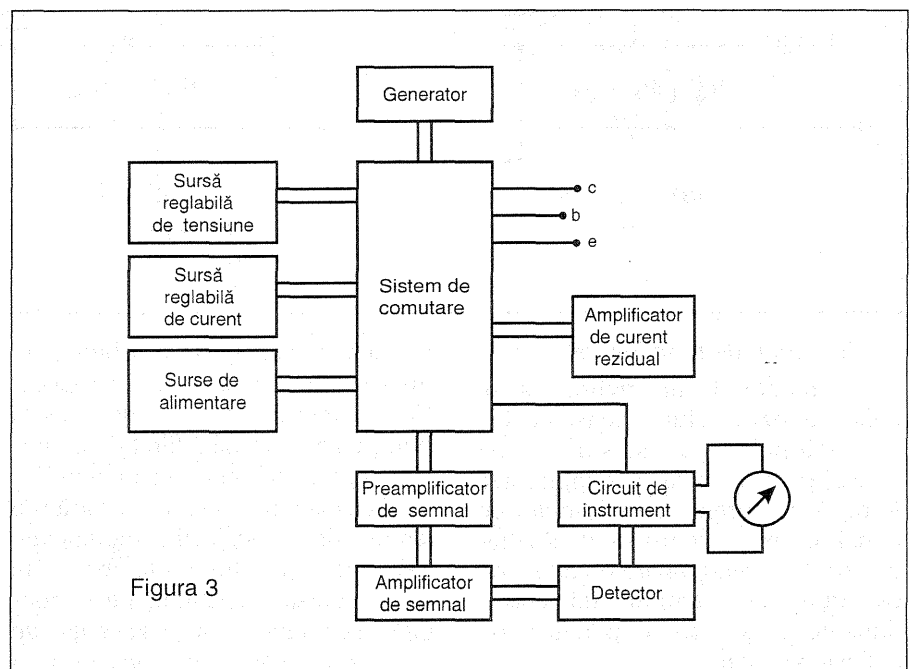 Generator
Sursă
reglabilă
de tensiune
c
b
e
Sursă
reglabilă
de curent
Sistem de
comutare
Amplificator
de curent
rezidual
Surse de
alimentare
Preamplificator
de semnal
Circuit de
instrument
Figura 3
Amplificator
de semnal
Detector